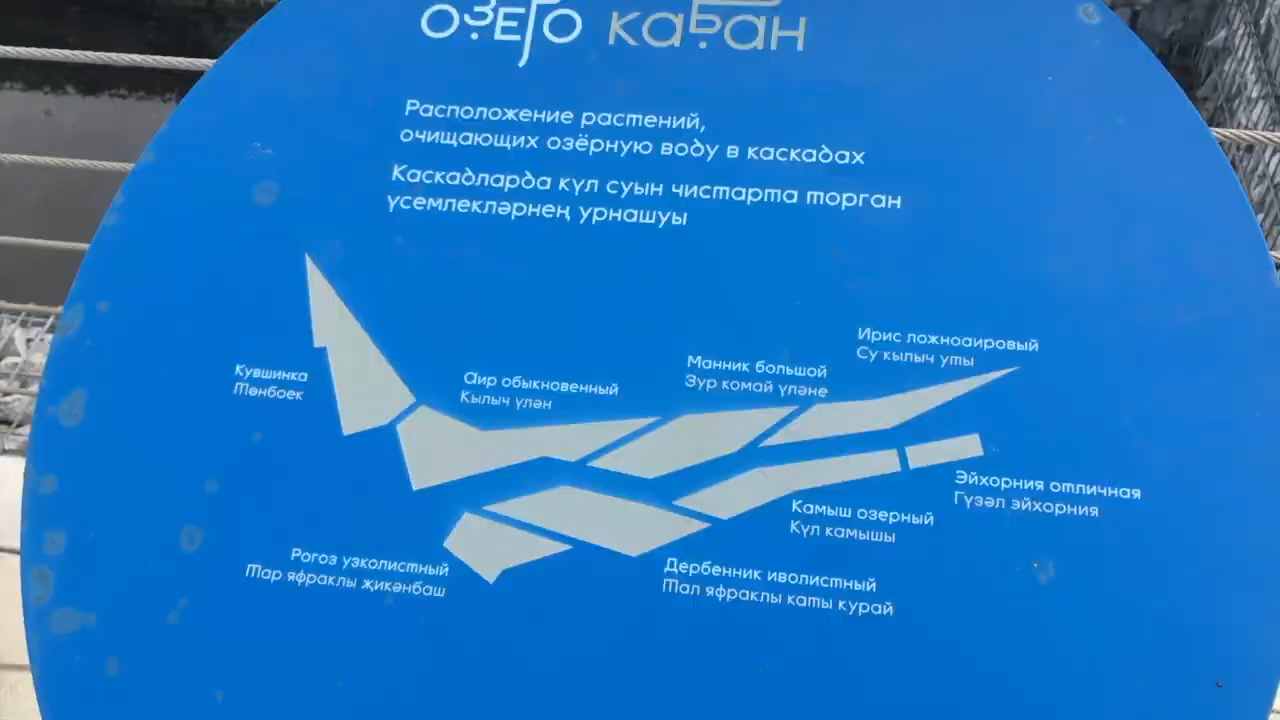 озеро кабан
Расположение растений,
очищающих озёрную воду в каскадах
Каскадларда күл суын чистарта торган
үсемлекләрнең урнашуы
Ирис ложноаировый
Су кылыч уты
Манник большой
Зур комай үләне
Аир обыкновенный
Кылыч үлән
Кувшинка
Төнбоек
Эйхорния отличная
Гүзәл эйхорния
Камыш озерный
Күл камышы
Рогоз узколистный
Тар яфраклы җикәнбаш
Дербенник иволистный
Тал яфраклы каты курай